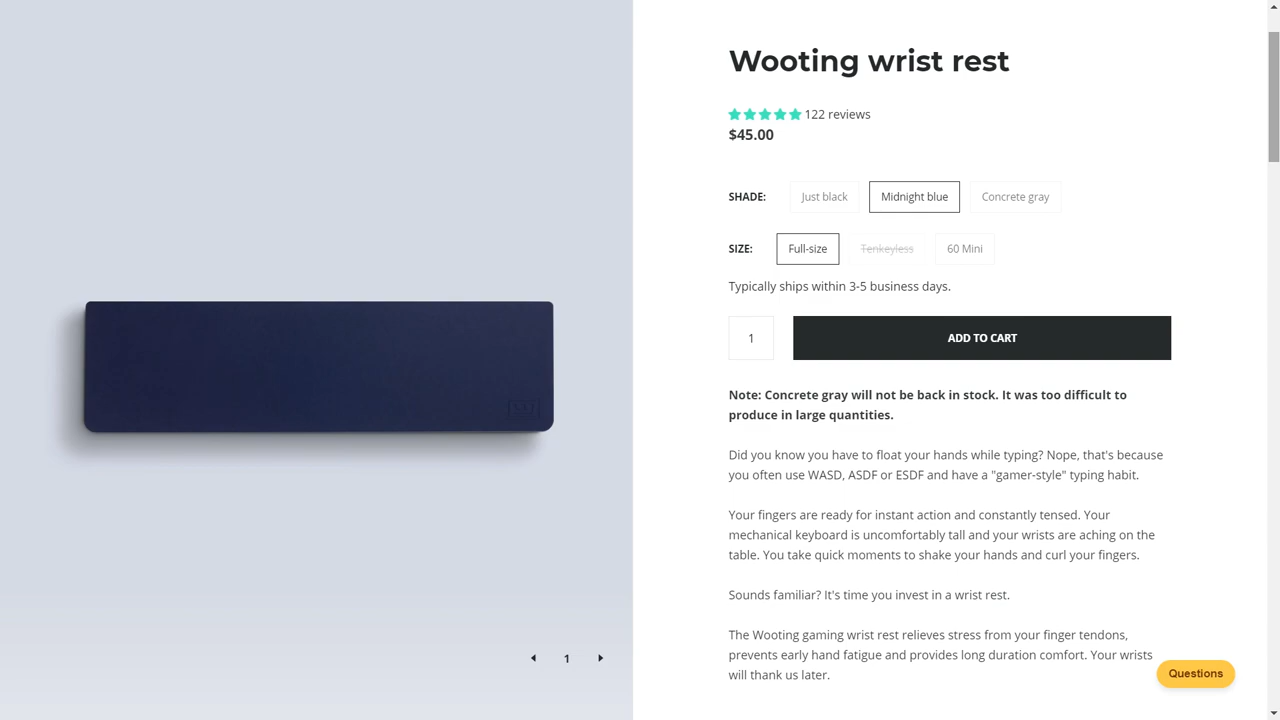 Wooting wrist rest
122 reviews
$45.00
SHADE: Just black Midnight blue Concrete gray
SIZE: Full-size Tenkeyless 60 Mini
Typically ships within 3-5 business days.
1 ADD TO CART
Note: Concrete gray will not be back in stock. It was too difficult to
produce in large quantities.
Did you know you have to float your hands while typing? Nope, that's because
you often use WASD, ASDF or ESDF and have a "gamer-style" typing habit.
Your fingers are ready for instant action and constantly tensed. Your
mechanical keyboard is uncomfortably tall and your wrists are aching on the
table. You take quick moments to shake your hands and curl your fingers.
Sounds familiar? It's time you invest in a wrist rest.
The Wooting gaming wrist rest relieves stress from your finger tendons,
prevents early hand fatigue and provides long duration comfort. Your wrists
will thank us later.
1
Questions